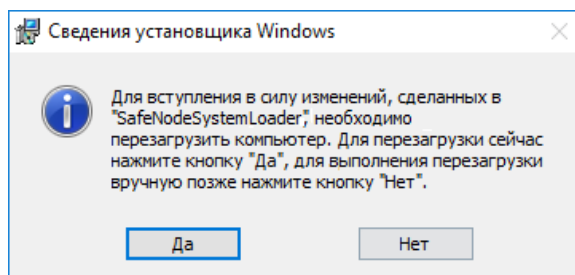 Сведения установщика Windows
Для вступления в силу изменений, сделанных в
"SafeNodeSystemLoader", необходимо
перезагрузить компьютер. Для перезагрузки сейчас
нажмите кнопку "Да", для выполнения перезагрузки
вручную позже нажмите кнопку "Нет".
Да
Нет